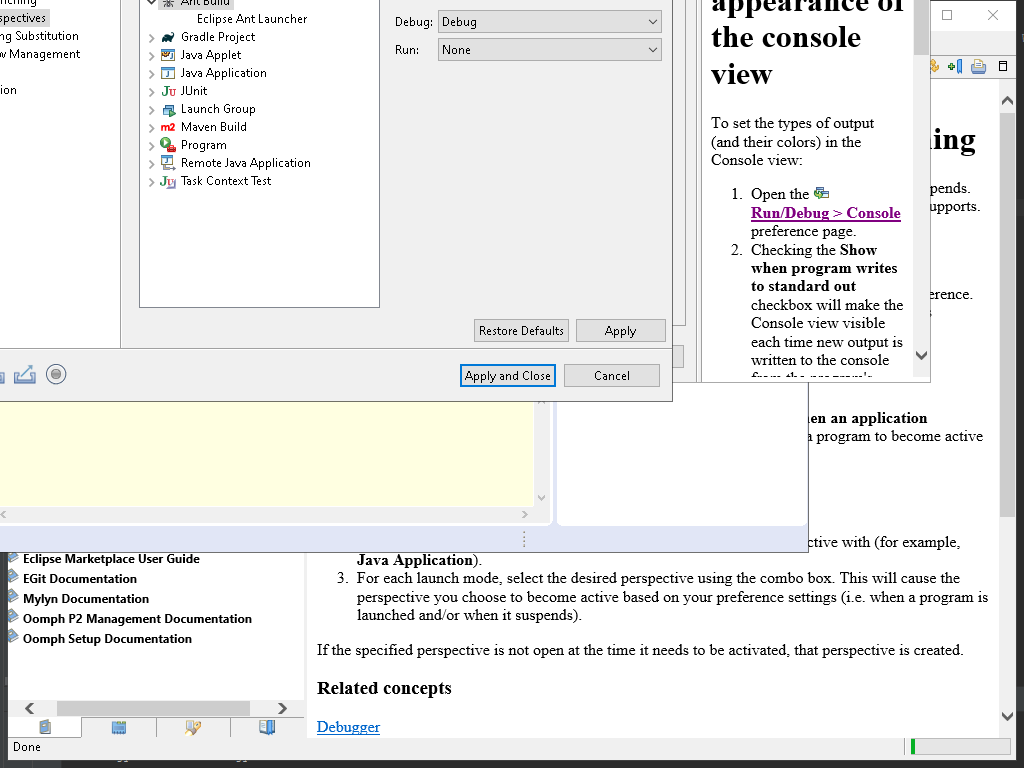 spectives
ng Substitution
w Management
ion
Ant Build
Eclipse Ant Launcher
Gradle Project
Java Applet
Java Application
JUnit
Launch Group
Maven Build
Program
Remote Java Application
Task Context Test
Debug: Debug
Run: None
Restore Defaults
Apply
Apply and Close
Cancel
appearance of
the console
view
To set the types of output
(and their colors) in the
Console view:
1. Open the
Run/Debug > Console
preference page.
2. Checking the Show
when program writes
to standard out
checkbox will make the
Console view visible
each time new output is
written to the console
from the program's
ing
pends.
upports.
erence.
en an application
a program to become active
ctive with (for example,
Java Application).
3. For each launch mode, select the desired perspective using the combo box. This will cause the
perspective you choose to become active based on your preference settings (i.e. when a program is
launched and/or when it suspends).
If the specified perspective is not open at the time it needs to be activated, that perspective is created.
Related concepts
Debugger
Eclipse Marketplace User Guide
EGit Documentation
Mylyn Documentation
Oomph P2 Management Documentation
Oomph Setup Documentation
Done